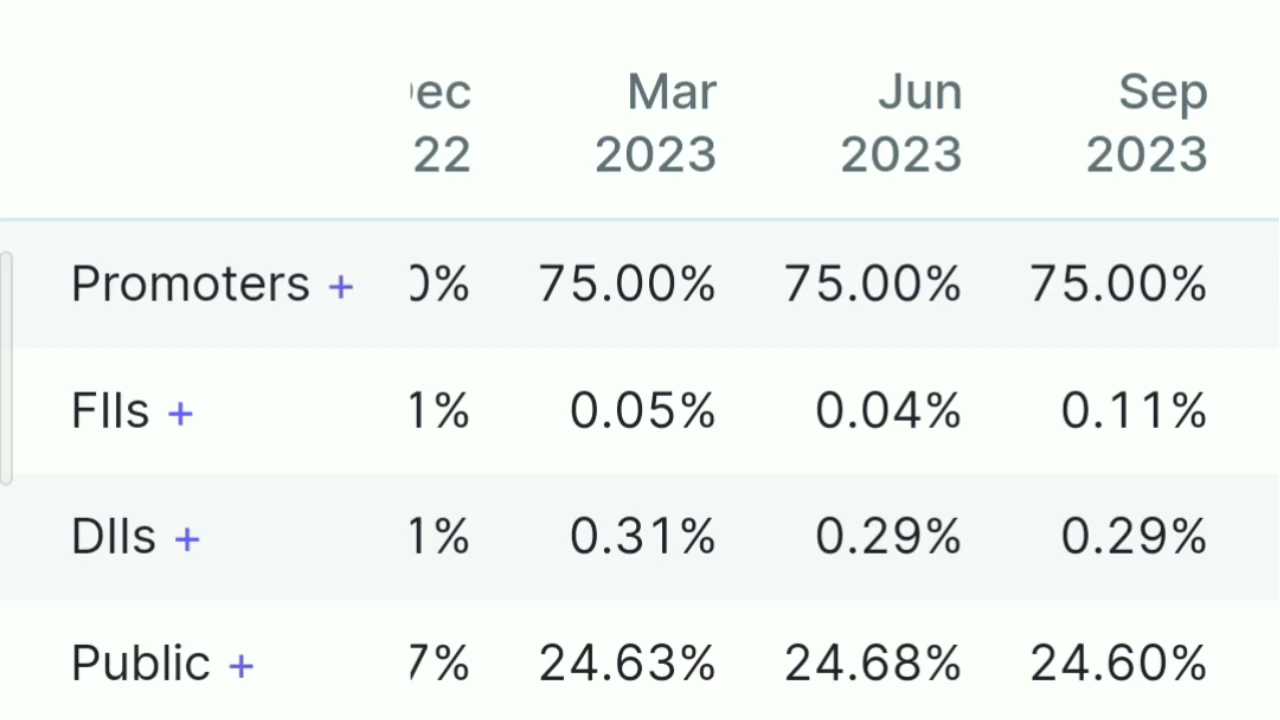 Mar Jun Sep
22 2023 2023 2023
Promoters + 75.00% 75.00% 75.00%
FIIs + 0.05% 0.04% 0.11%
DIIs + 0.31% 0.29% 0.29%
Public + 24.63% 24.68% 24.60%